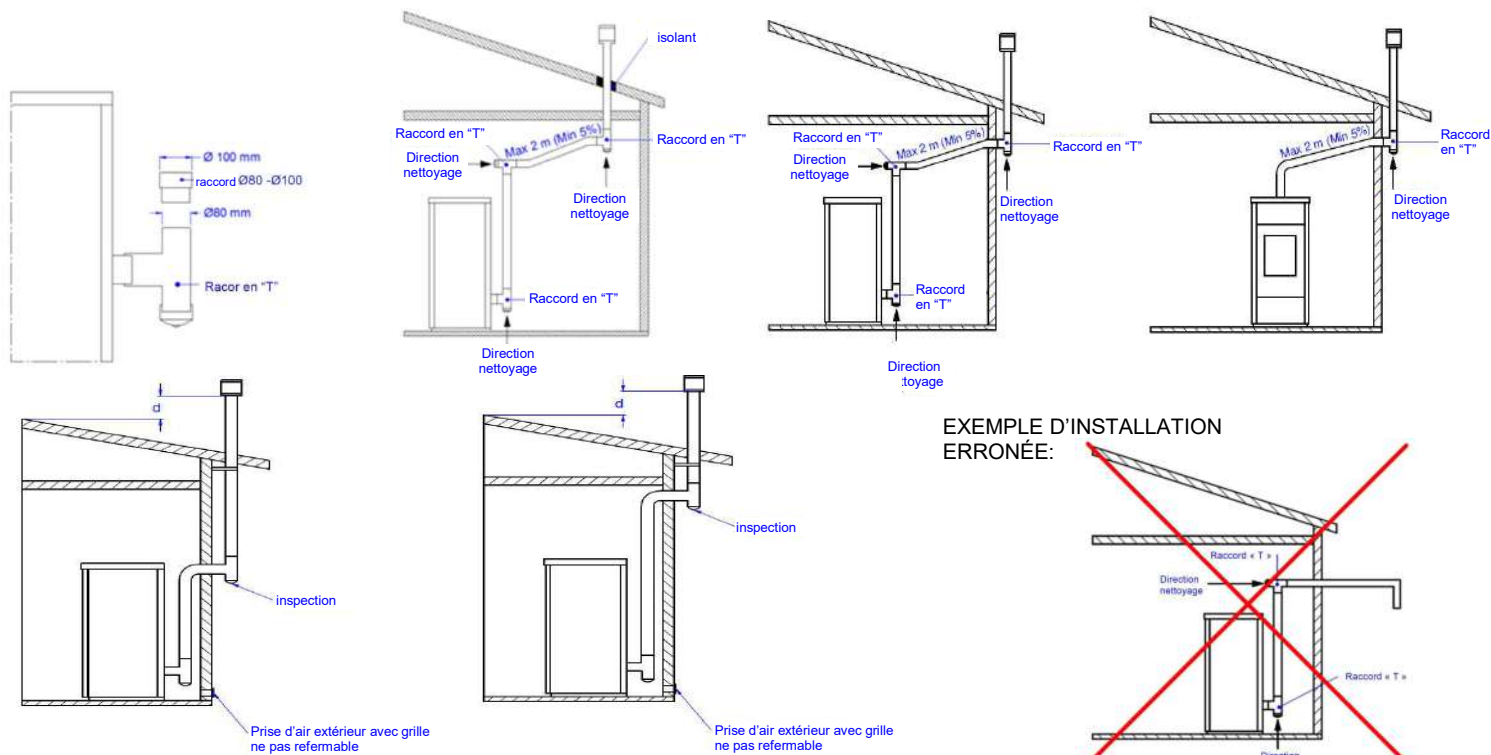 Ø 100 mm
raccord Ø80 -Ø100
Ø80 mm
Racor en “T”
isolant
Raccord en “T”
Max 2 m (Min 5%)
Raccord en “T”
Direction
nettoyage
Direction
nettoyage
Raccord en “T”
Direction
nettoyage
Raccord en “T”
Max 2 m (Min 5%)
Raccord en “T”
Direction
nettoyage
Direction
nettoyage
Raccord
en “T”
Direction
:toyage
Max 2 m (Min 5%)
Raccord
en “T”
Direction
nettoyage
d
inspection
Prise d’air extérieur avec grille
ne pas refermable
d
inspection
Prise d’air extérieur avec grille
ne pas refermable
EXEMPLE D’INSTALLATION
ERRONÉE:
Raccord « T »
Direction
nettoyage
Raccord « T »
Direction